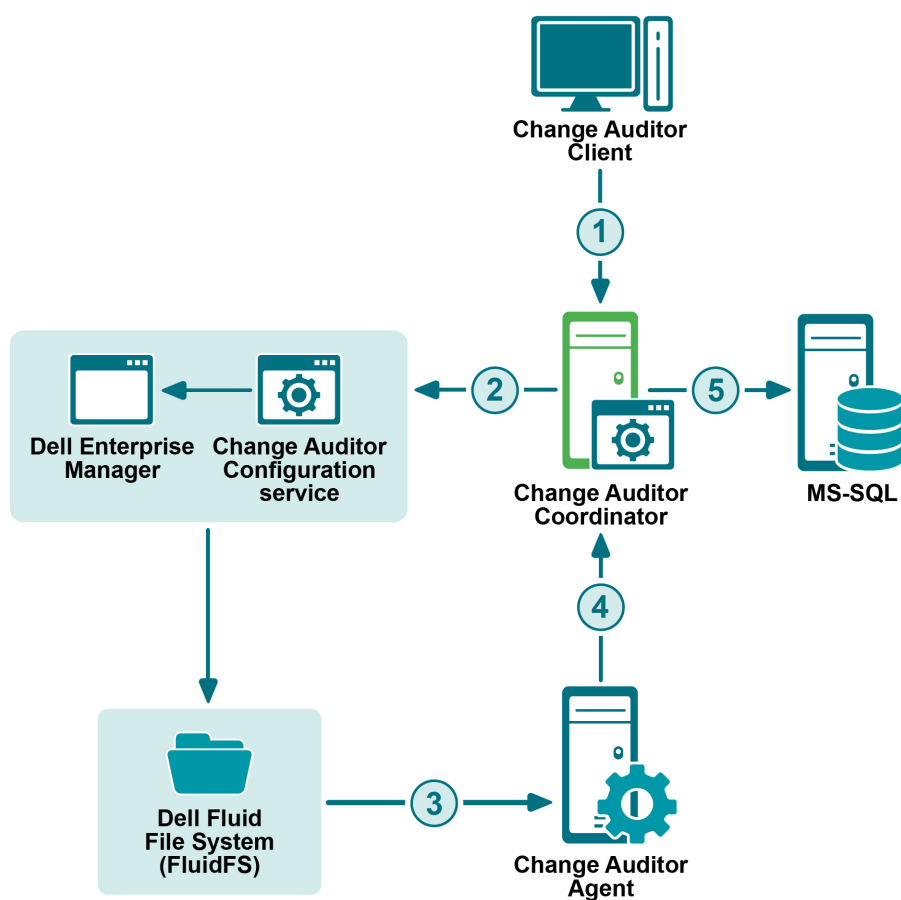 Change Auditor
Client
1
2
5
Dell Enterprise
Manager
Change Auditor
Configuration
service
Change Auditor
Coordinator
MS-SQL
4
3
Dell Fluid
File System
(FluidFS)
Change Auditor
Agent